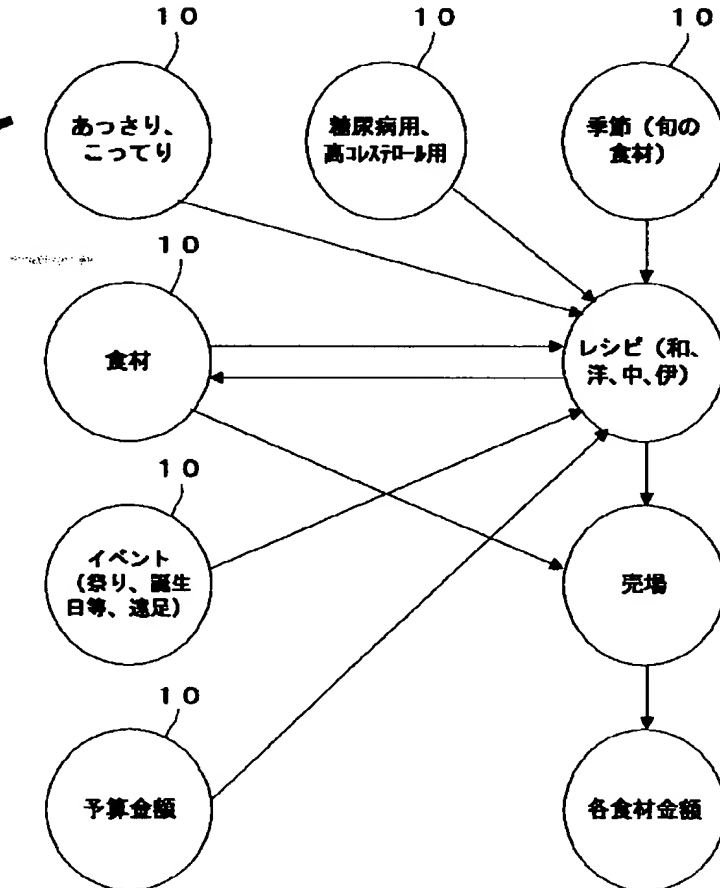 10
10
10
あっさり、
こってり
糖尿病用、
高コレステロール用
季節（旬の
食材）
10
食材
レシピ（和、
洋、中、伊）
10
イベント
（祭り、誕生
日等、遠足）
売場
10
予算金額
各食材金額